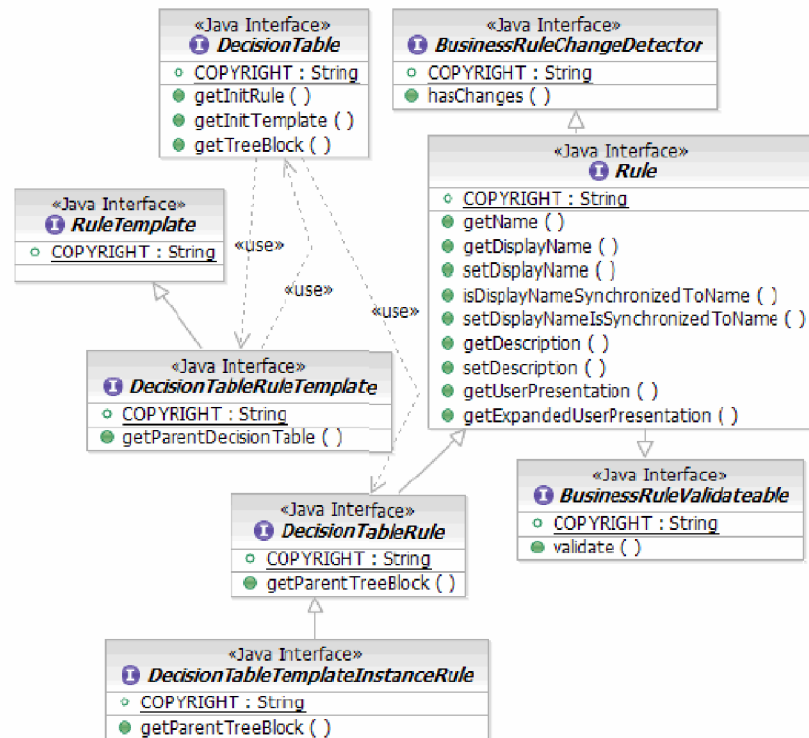 «Java Interface»
DecisionTable
COPYRIGHT : String
getInitRule ( )
getInitTemplate ( )
getTreeBlock ( )
«Java Interface»
BusinessRuleChangeDetector
COPYRIGHT : String
hasChanges ( )
«Java Interface»
Rule
COPYRIGHT : String
getName ( )
getDisplayName ( )
setDisplayName ( )
isDisplayNameSynchronizedToName ( )
setDisplayNameIsSynchronizedToName ( )
getDescription ( )
setDescription ( )
getUserPresentation ( )
getExpandedUserPresentation ( )
«Java Interface»
RuleTemplate
COPYRIGHT : String
«use»
«use»
«use»
«Java Interface»
DecisionTableRuleTemplate
COPYRIGHT : String
getParentDecisionTable ( )
«Java Interface»
BusinessRuleValidateable
COPYRIGHT : String
validate ( )
«Java Interface»
DecisionTableRule
COPYRIGHT : String
getParentTreeBlock ( )
«Java Interface»
DecisionTableTemplateInstanceRule
COPYRIGHT : String
getParentTreeBlock ( )